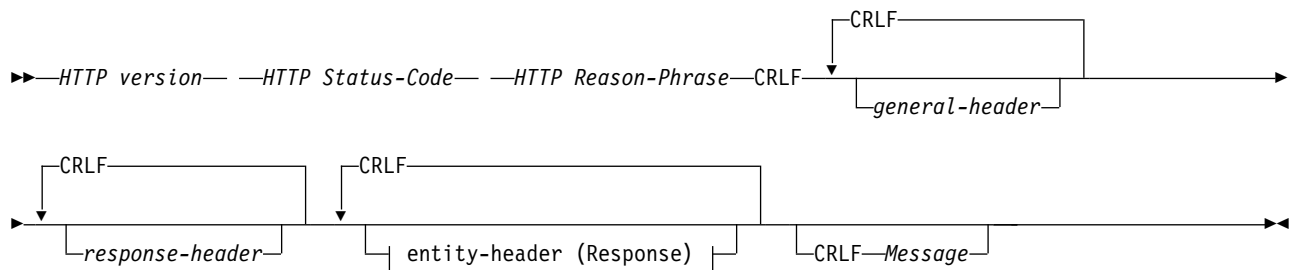 CRLF
HTTP version HTTP Status-Code HTTP Reason-Phrase CRLF
general-header
CRLF CRLF
response-header entity-header (Response) CRLF Message